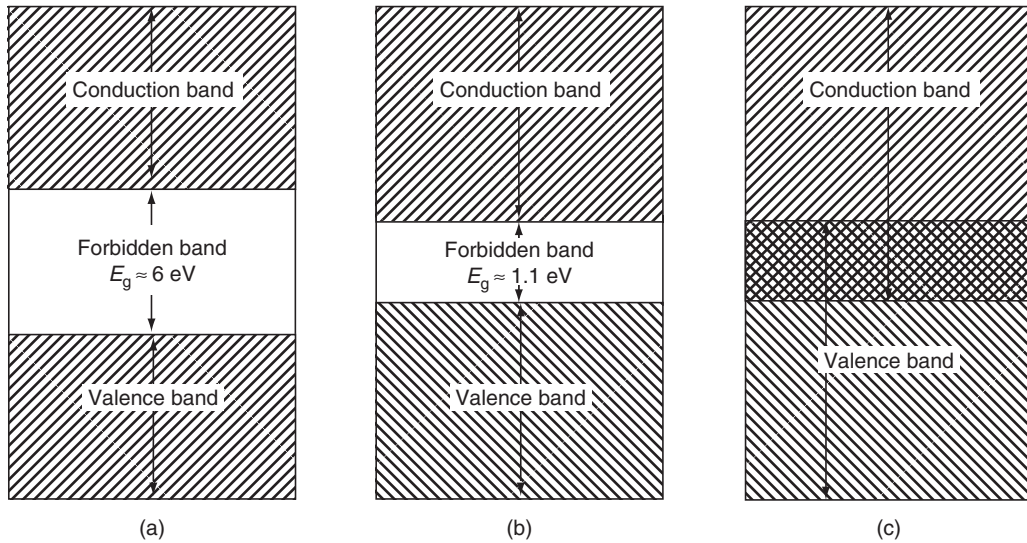 Conduction band
Forbidden band
E_g ≈ 6 eV
Valence band
(a)
Conduction band
Forbidden band
E_g ≈ 1.1 eV
Valence band
(b)
Conduction band
Valence band
(c)